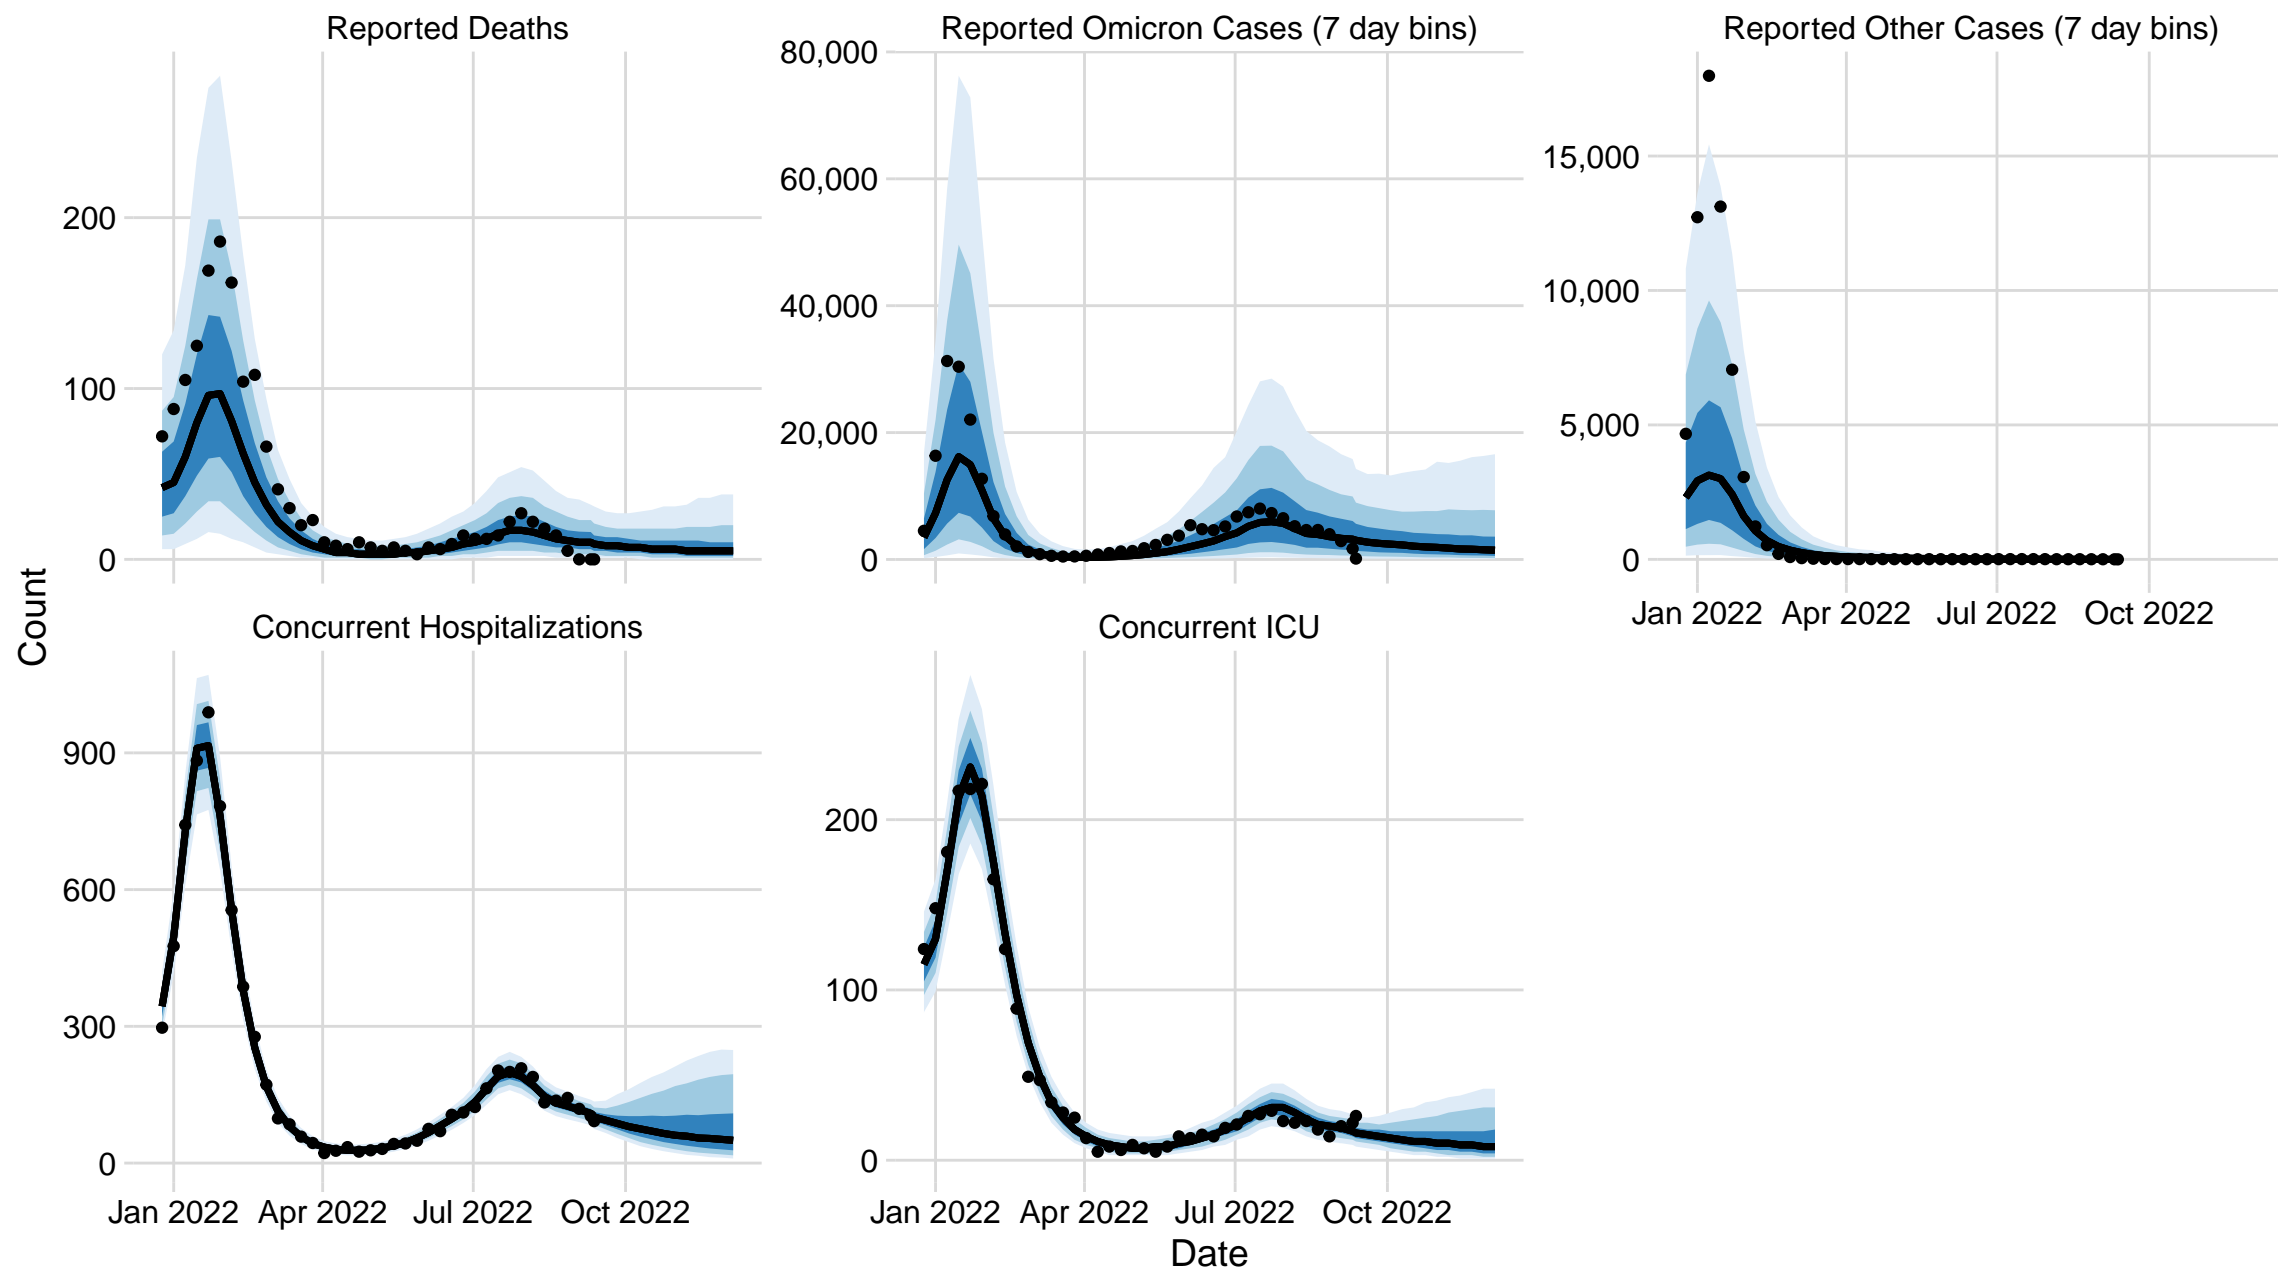 Reported Deaths
Reported Omicron Cases (7 day bins)
Reported Other Cases (7 day bins)
200
100
0
80,000
60,000
40,000
20,000
0
15,000
10,000
5,000
0
Jan 2022 Apr 2022 Jul 2022 Oct 2022
Count
Concurrent Hospitalizations
Concurrent ICU
900
600
300
0
200
100
0
Jan 2022 Apr 2022 Jul 2022 Oct 2022
Jan 2022 Apr 2022 Jul 2022 Oct 2022
Date